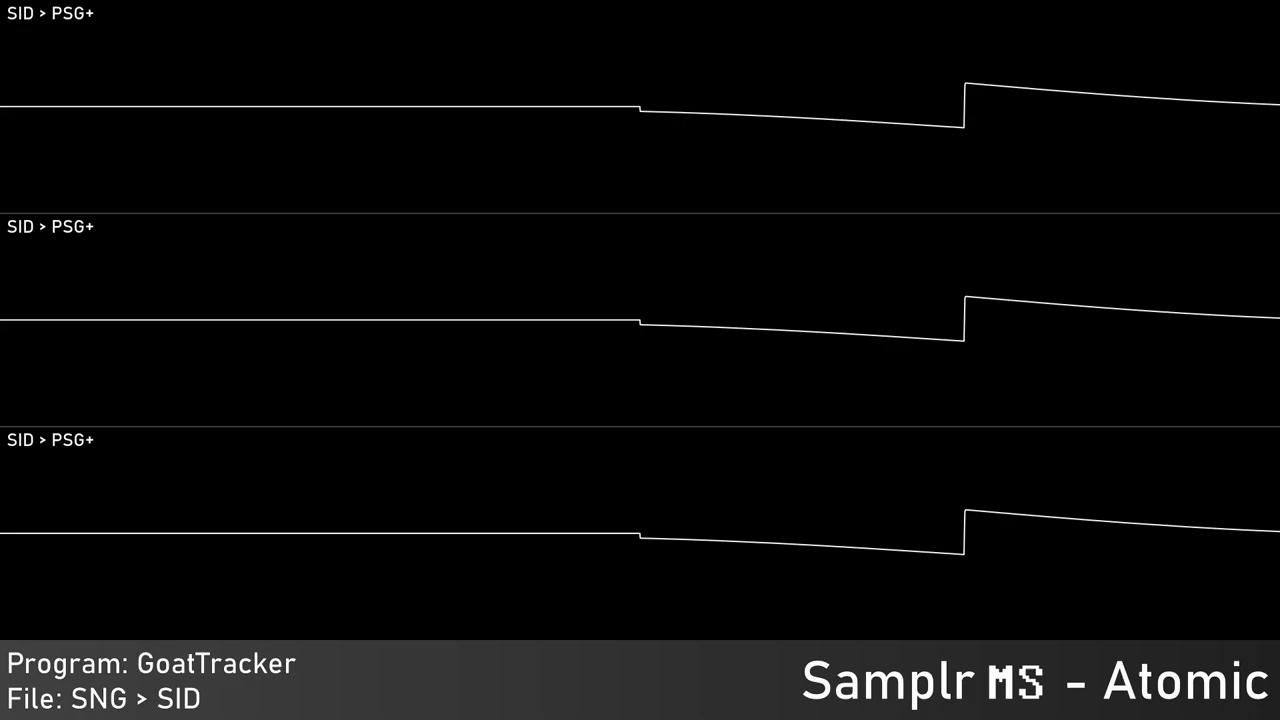 SID > PSG+
SID > PSG+
SID > PSG+
Program: GoatTracker
File: SNG > SID
Samplr MS - Atomic